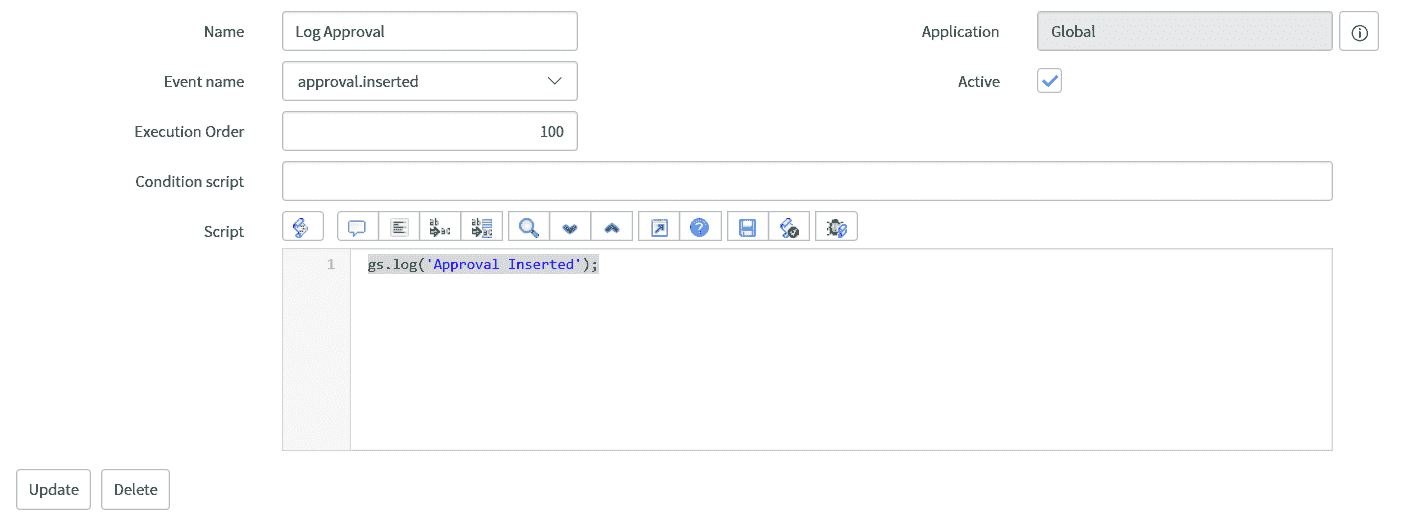 Name Log Approval Application Global
Event name approval.inserted Active
Execution Order 100
Condition script
Script
1 gs.log('Approval Inserted');
Update Delete